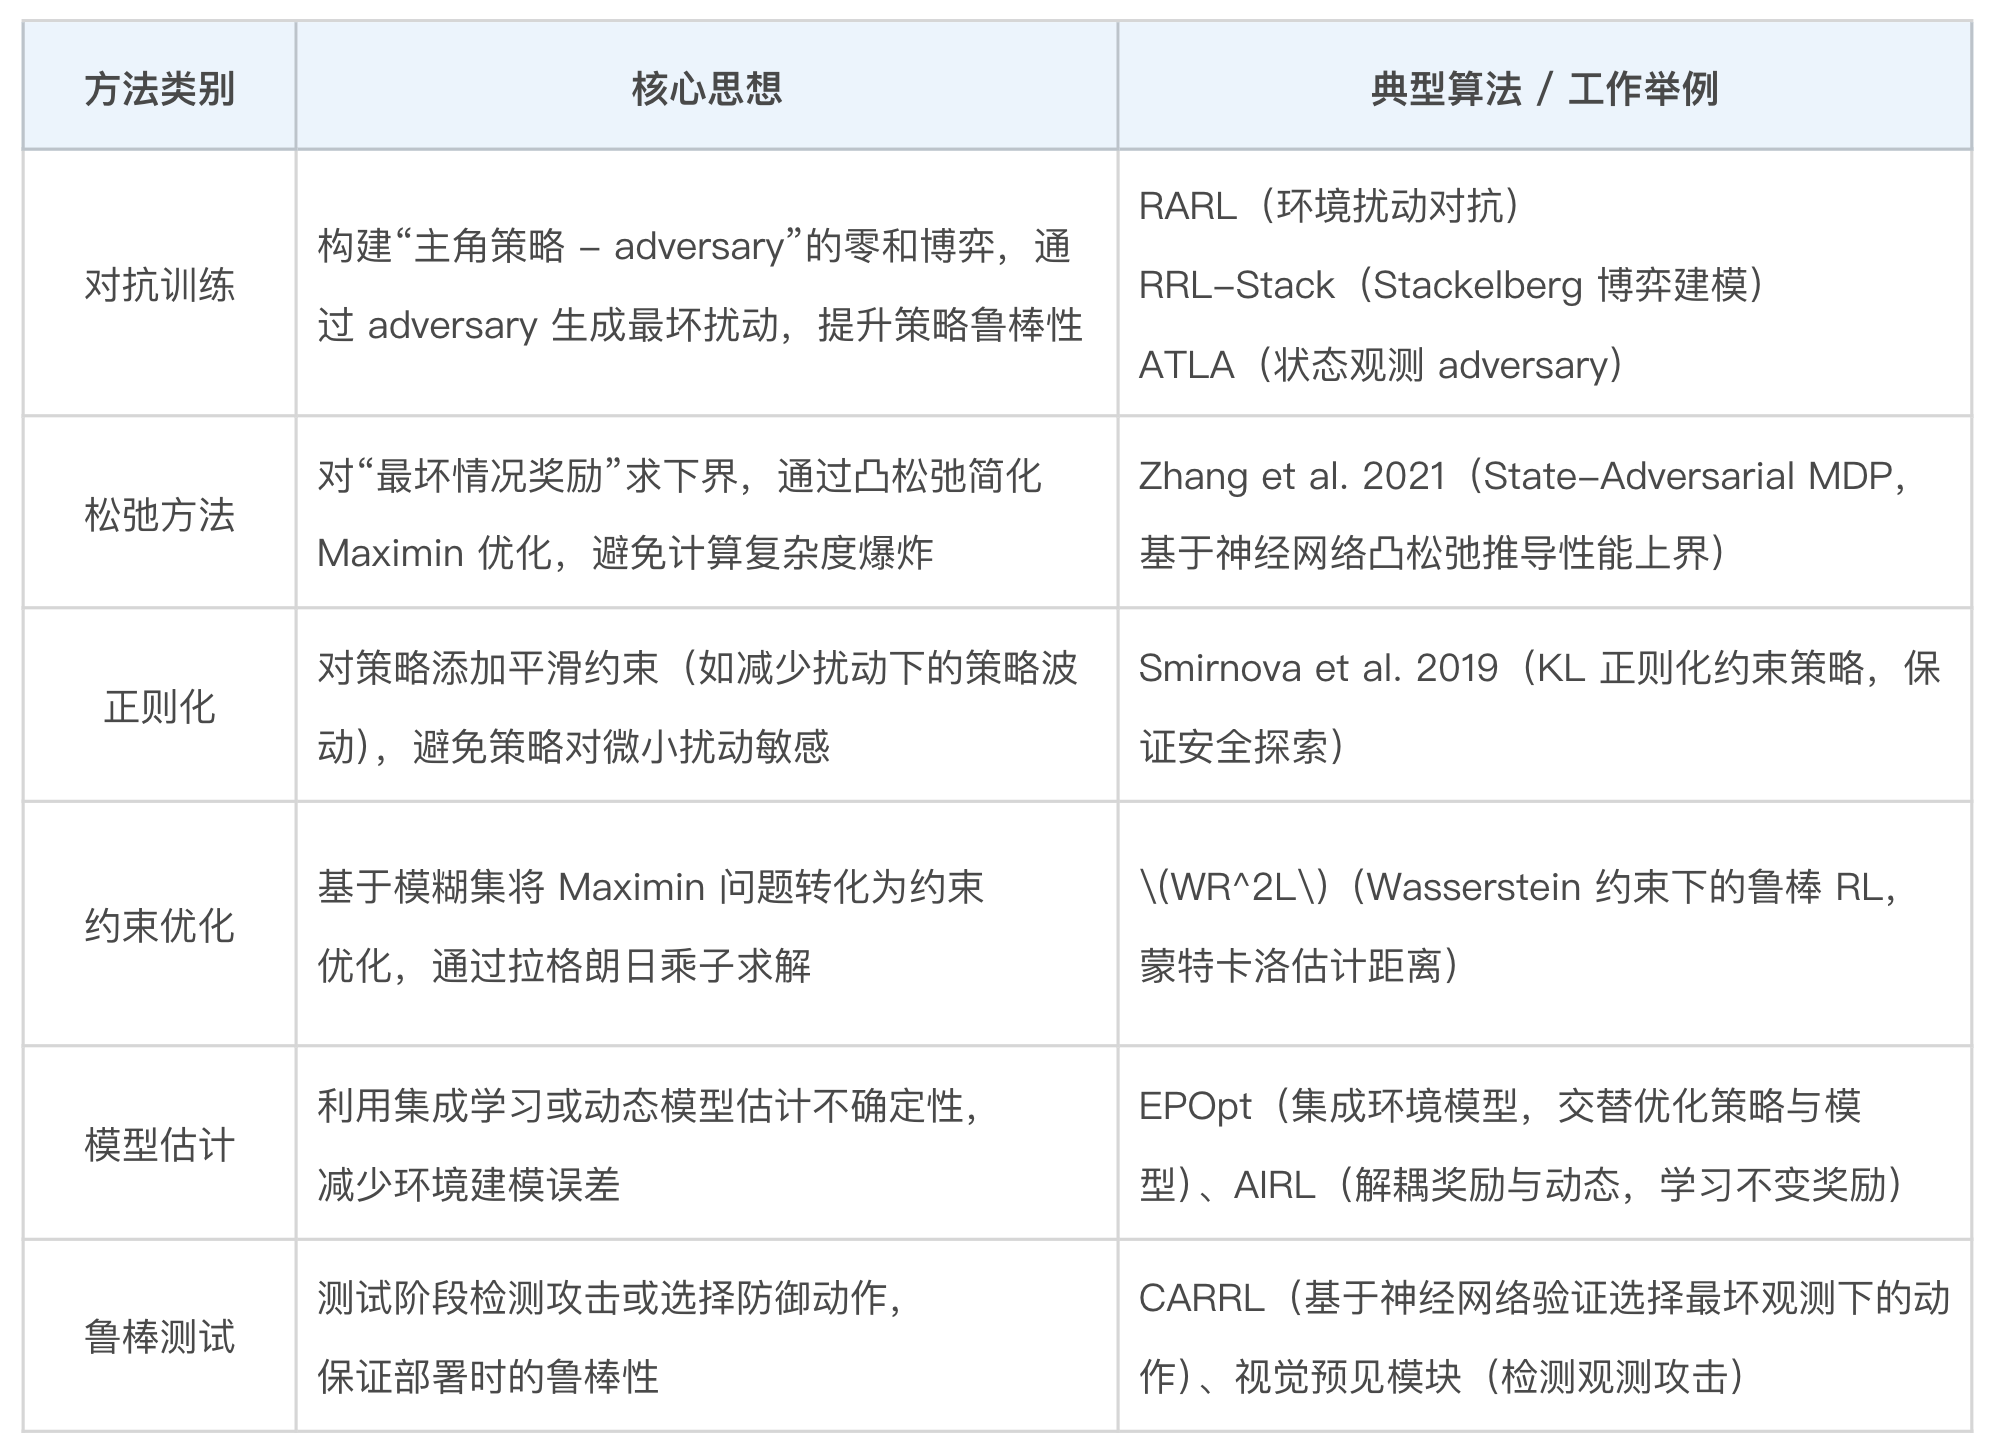 方法类别
核心思想
典型算法 / 工作举例
对抗训练
构建“主角策略 – adversary”的零和博弈，通
过 adversary 生成最坏扰动，提升策略鲁棒性
RARL（环境扰动对抗）
RRL–Stack（Stackelberg 博弈建模）
ATLA（状态观测 adversary）
松弛方法
对“最坏情况奖励”求下界，通过凸松弛简化
Maximin 优化，避免计算复杂度爆炸
Zhang et al. 2021（State–Adversarial MDP，
基于神经网络凸松弛推导性能上界）
正则化
对策略添加平滑约束（如减少扰动下的策略波
动），避免策略对微小扰动敏感
Smirnova et al. 2019（KL 正则化约束策略，保
证安全探索）
约束优化
基于模糊集将 Maximin 问题转化为约束
优化，通过拉格朗日乘子求解
\(WR^2L\)（Wasserstein 约束下的鲁棒 RL，
蒙特卡洛估计距离）
模型估计
利用集成学习或动态模型估计不确定性，
减少环境建模误差
EPOpt（集成环境模型，交替优化策略与模
型）、AIRL（解耦奖励与动态，学习不变奖励）
鲁棒测试
测试阶段检测攻击或选择防御动作，
保证部署时的鲁棒性
CARRL（基于神经网络验证选择最坏观测下的动
作）、视觉预见模块（检测观测攻击）